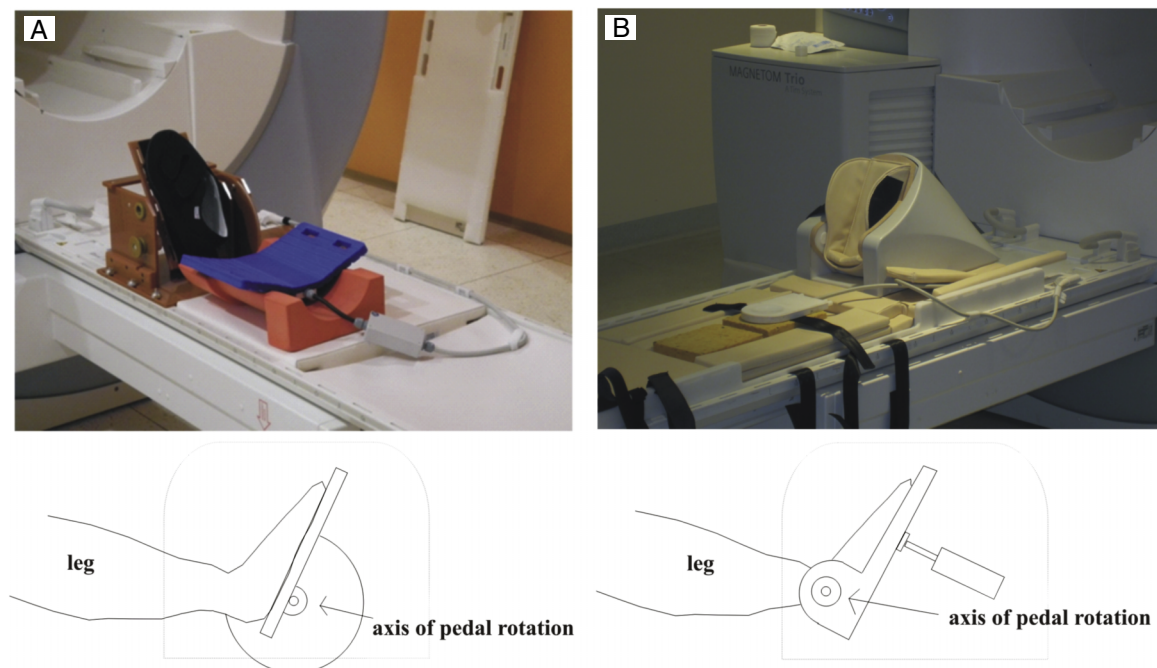 A
B
MAGNETOM Trio
leg
axis of pedal rotation
leg
axis of pedal rotation